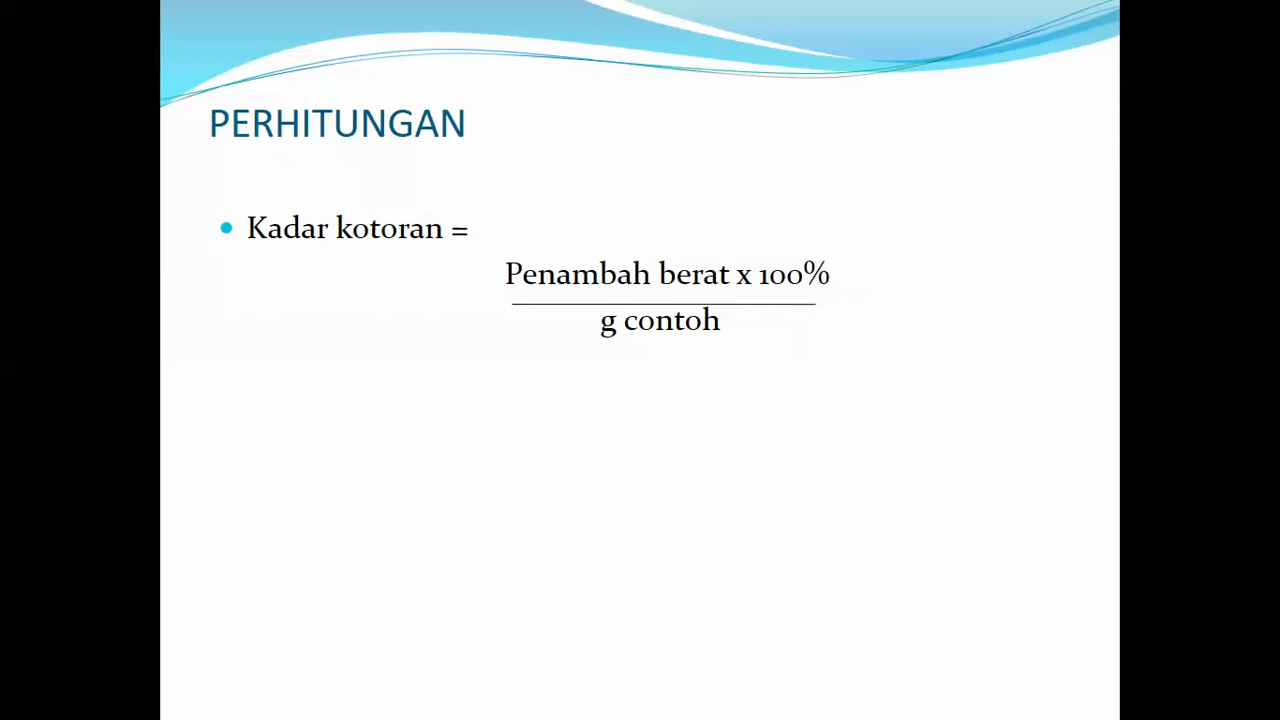 PERHITUNGAN
• Kadar kotoran =
Penambah berat x 100%
g contoh